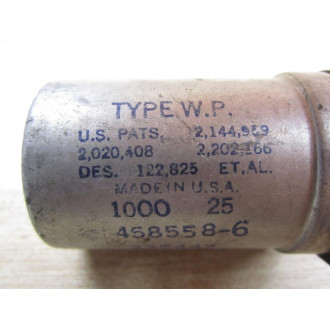 TYPE W.P.
U.S. PATS. 2,144,959
2,020,408 2,202,166
DES. 122,825 ET.AL.
MADE IN U.S.A.
1000 25
458558-6